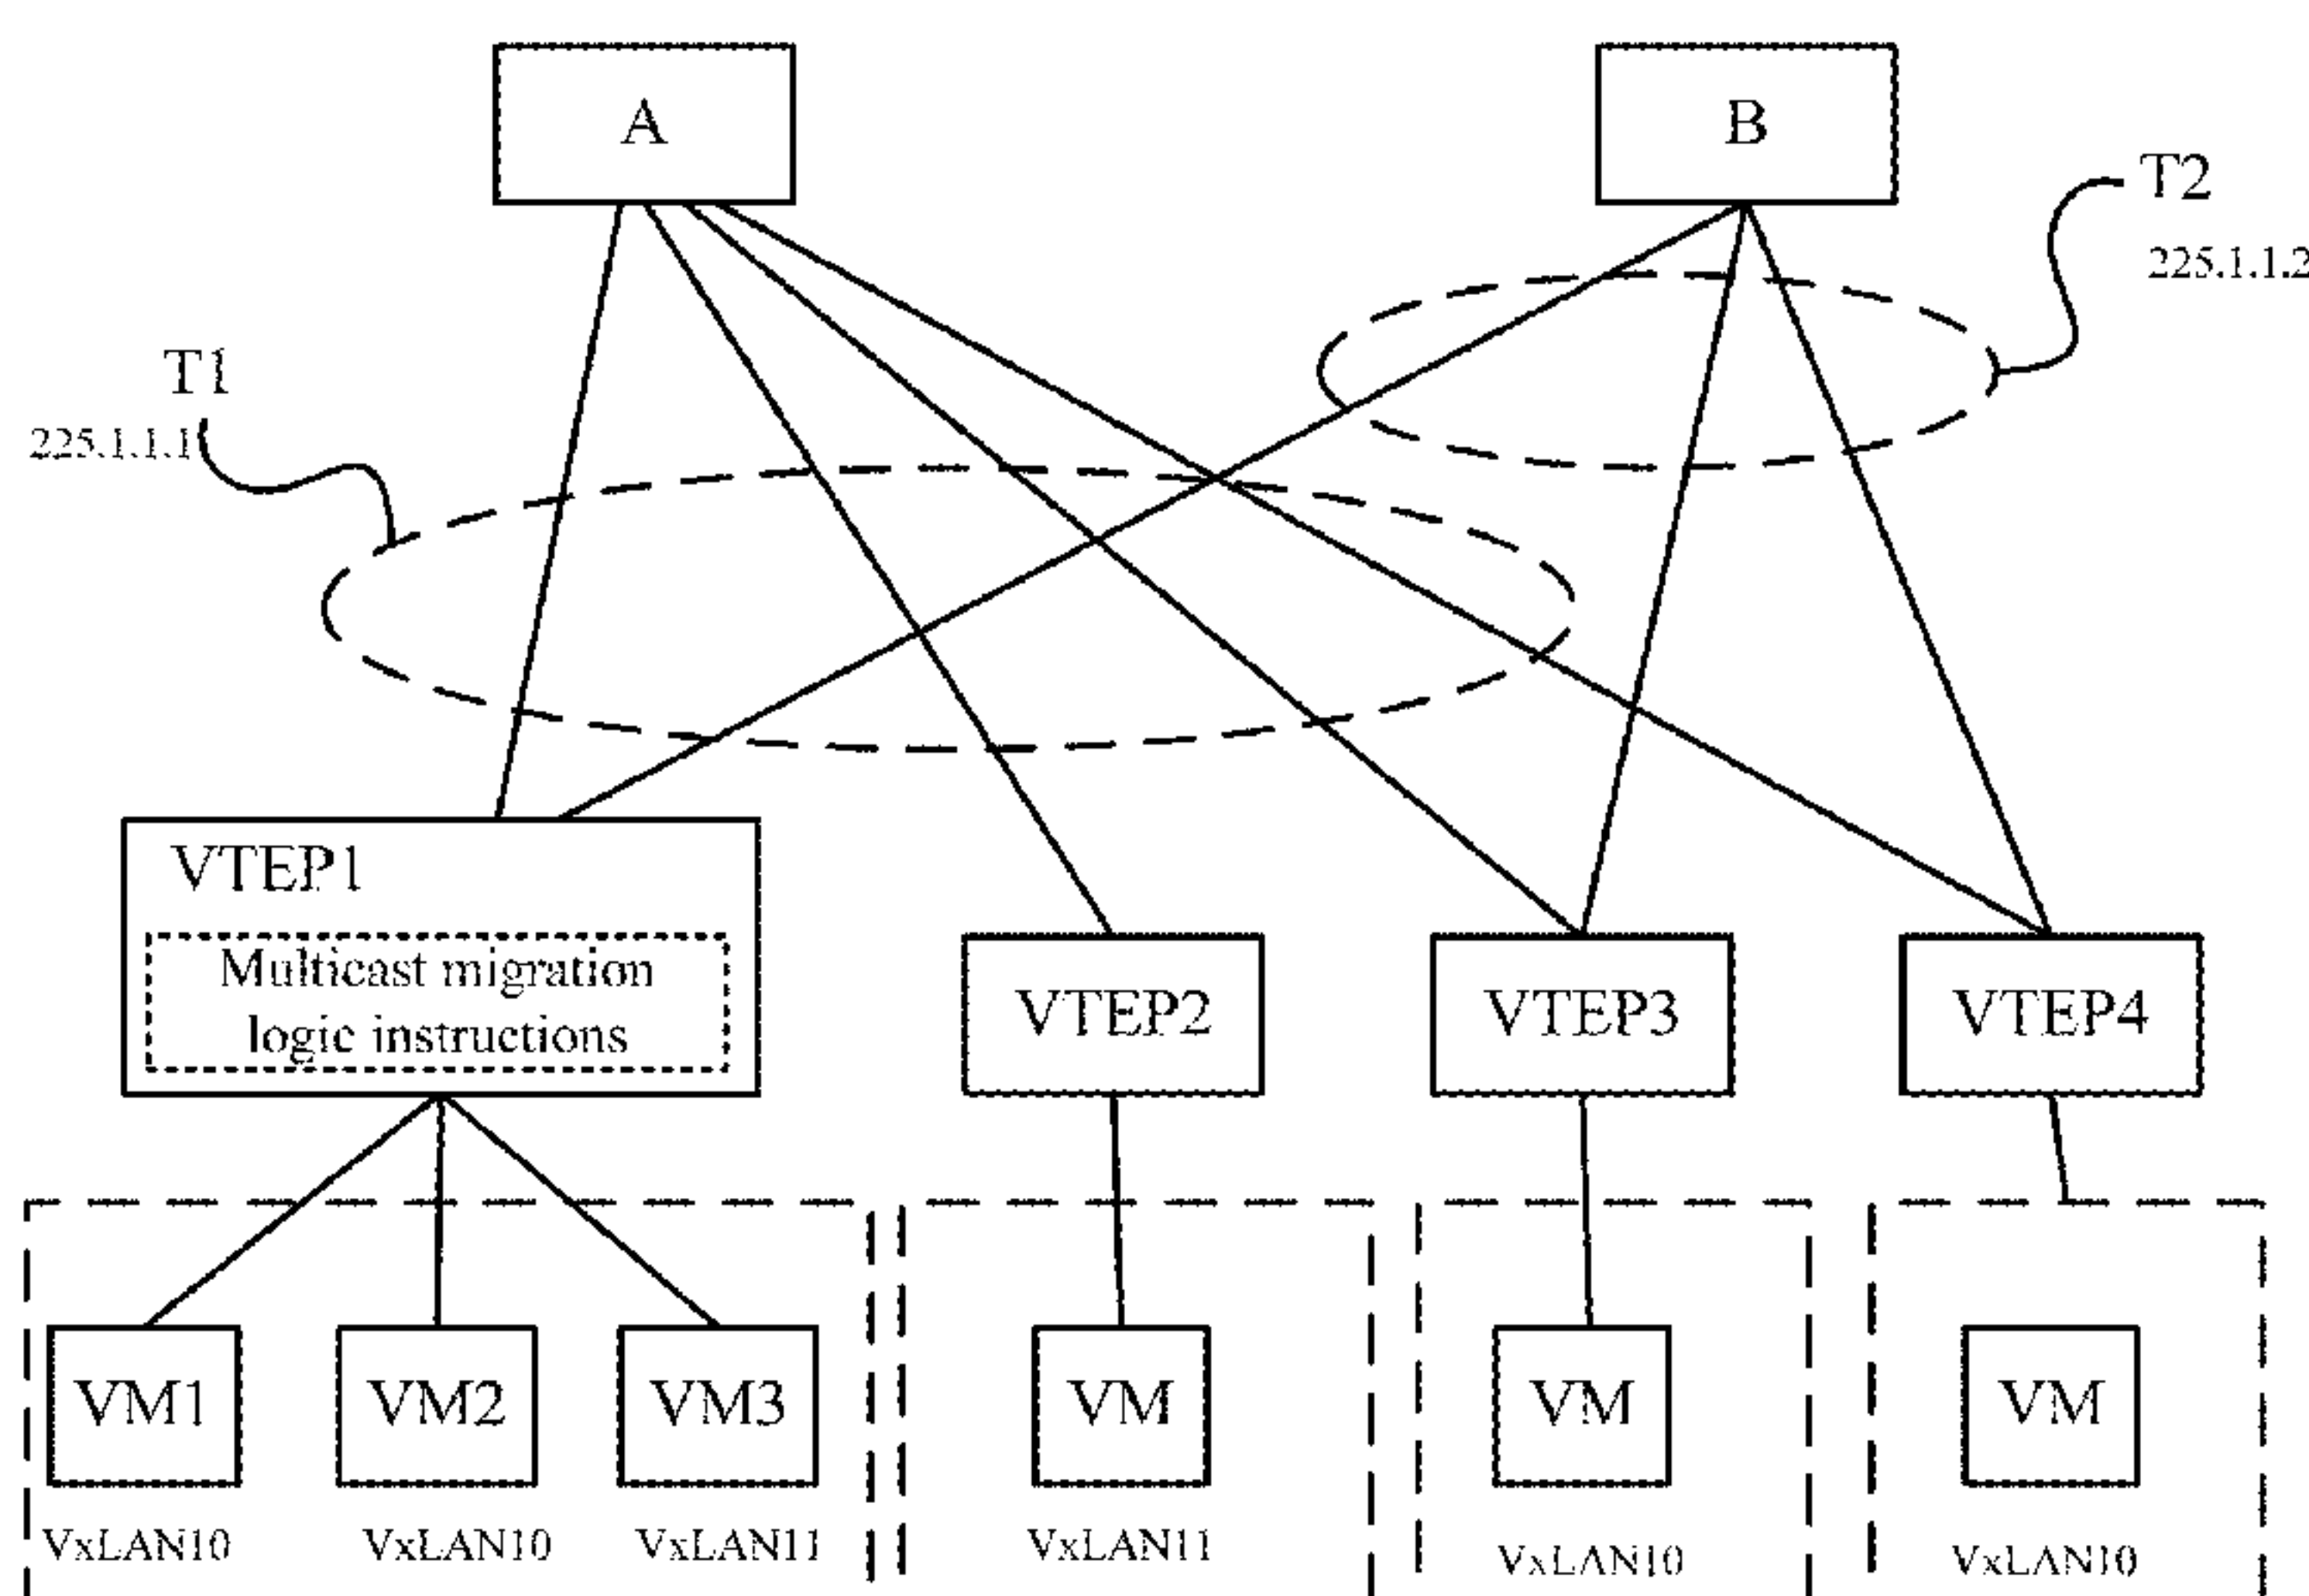 A
B
T2
225.1.1.2
T1
225.1.1.1
VTEP1
Multicast migration
logic instructions
VTEP2
VTEP3
VTEP4
VM1
VM2
VM3
VM
VM
VM
VxLAN10
VxLAN10
VxLAN11
VxLAN11
VxLAN10
VxLAN10